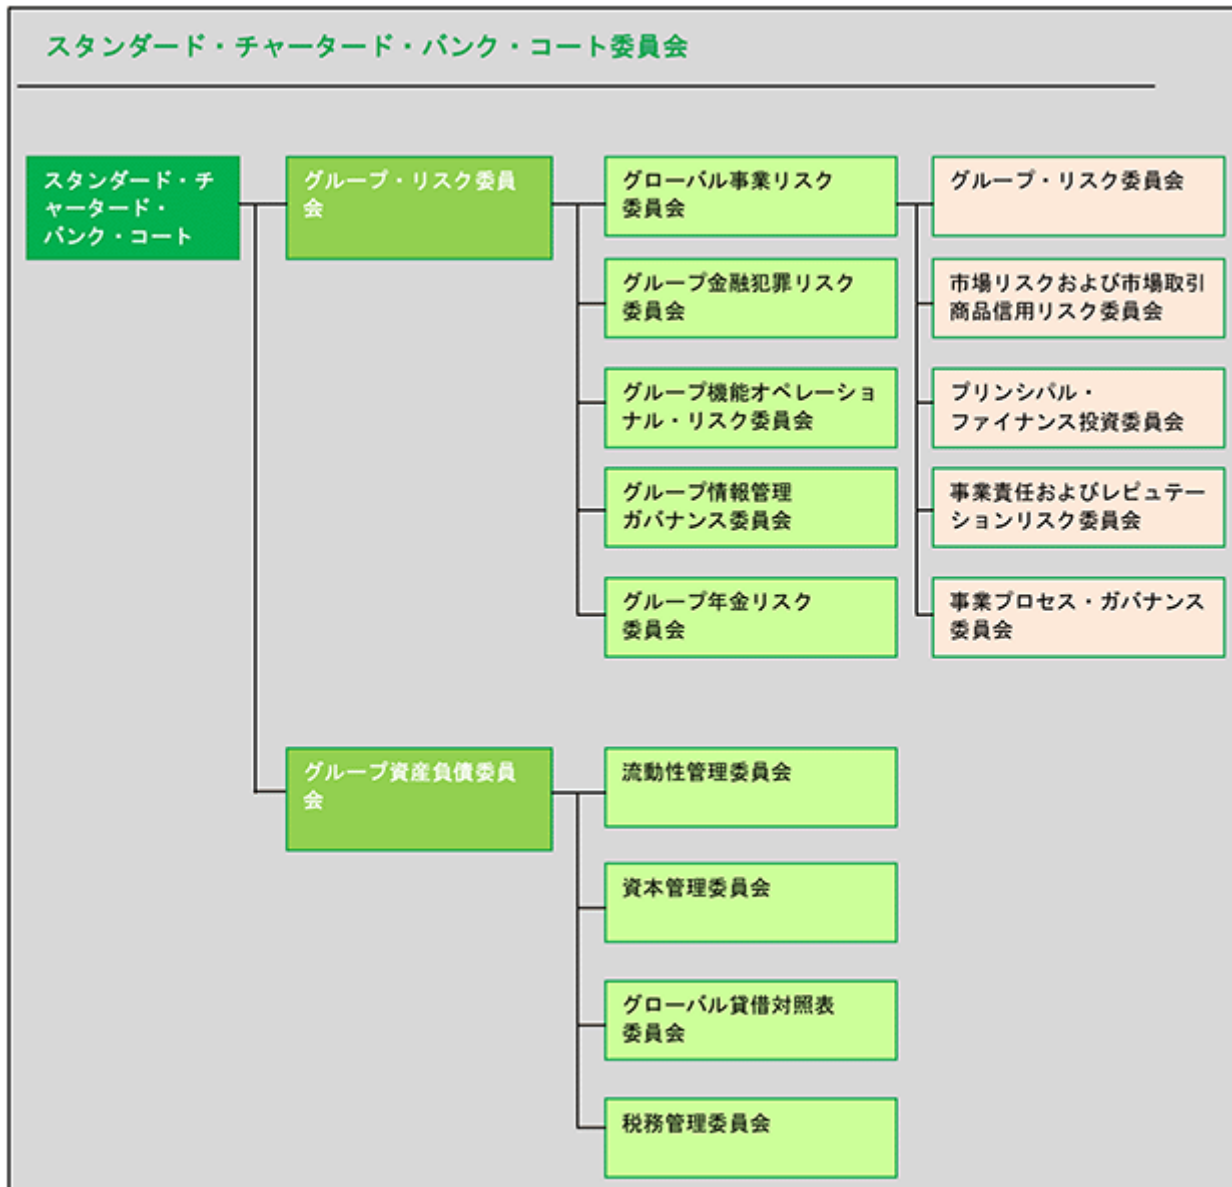 スタンダード・チャータード・バンク・コート委員会
スタンダード・チ
ャータード・
バンク・コート
グループ・リスク委員
会
グローバル事業リスク
委員会
グループ・リスク委員会
グループ金融犯罪リスク
委員会
市場リスクおよび市場取引
商品信用リスク委員会
グループ機能オペレーショ
ナル・リスク委員会
プリンシパル・
ファイナンス投資委員会
グループ情報管理
ガバナンス委員会
事業責任およびレピュテー
ションリスク委員会
グループ年金リスク
委員会
事業プロセス・ガバナンス
委員会
グループ資産負債委員
会
流動性管理委員会
資本管理委員会
グローバル貸借対照表
委員会
税務管理委員会